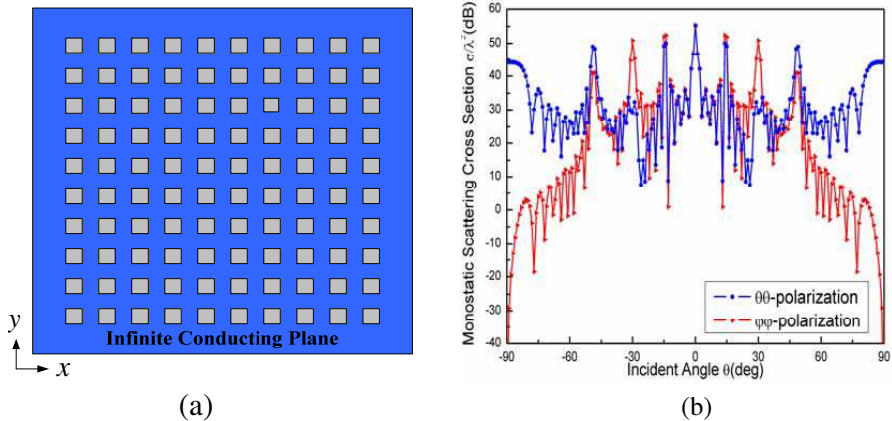 Infinite Conducting Plane
y
x
(a)
Monostatic Scattering Cross Section σ/λ²(dB)
60
50
40
30
20
10
0
-10
-20
-30
-40
θθ-polarization
φφ-polarization
-90 -60 -30 0 30 60 90
Incident Angle θ(deg)
(b)